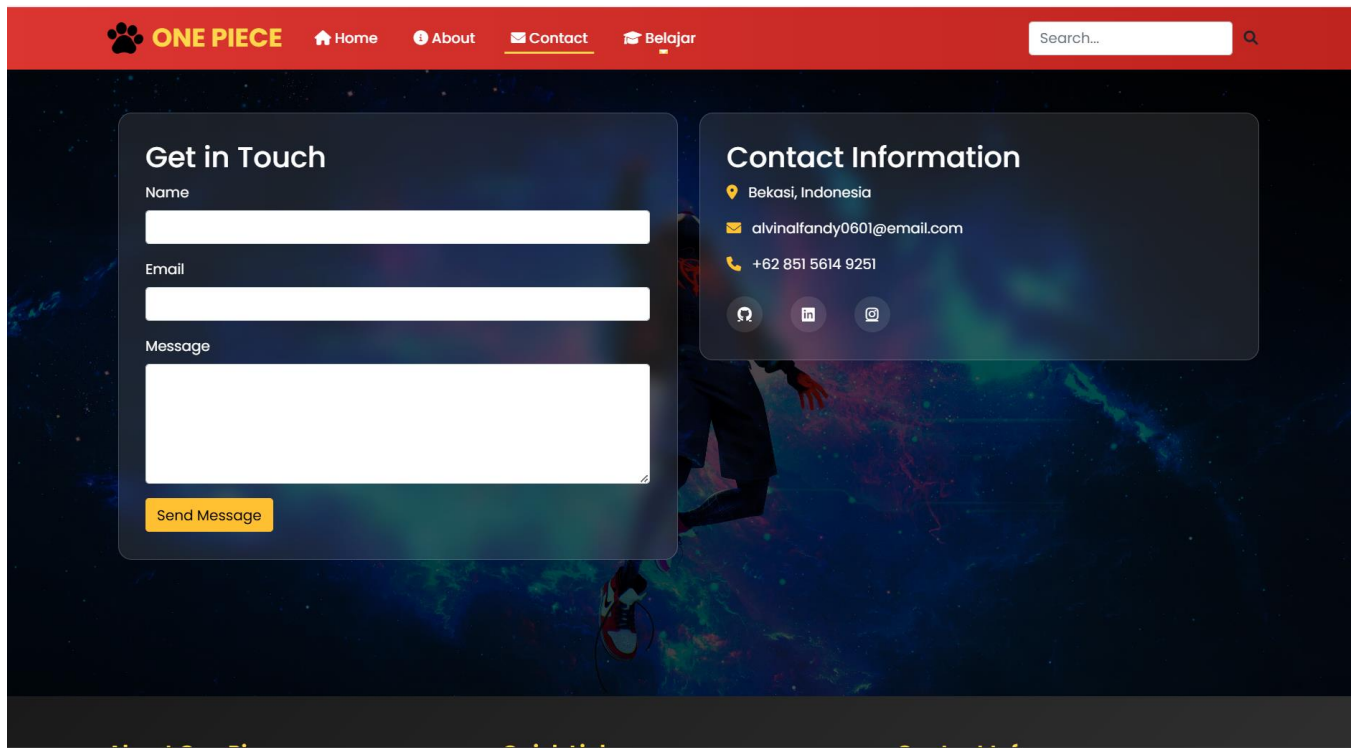 ONE PIECE Home About Contact Belajar Search...
Get in Touch
Name
Email
Message
Send Message
Contact Information
Bekasi, Indonesia
alvinalfandy0601@email.com
+62 851 5614 9251
in